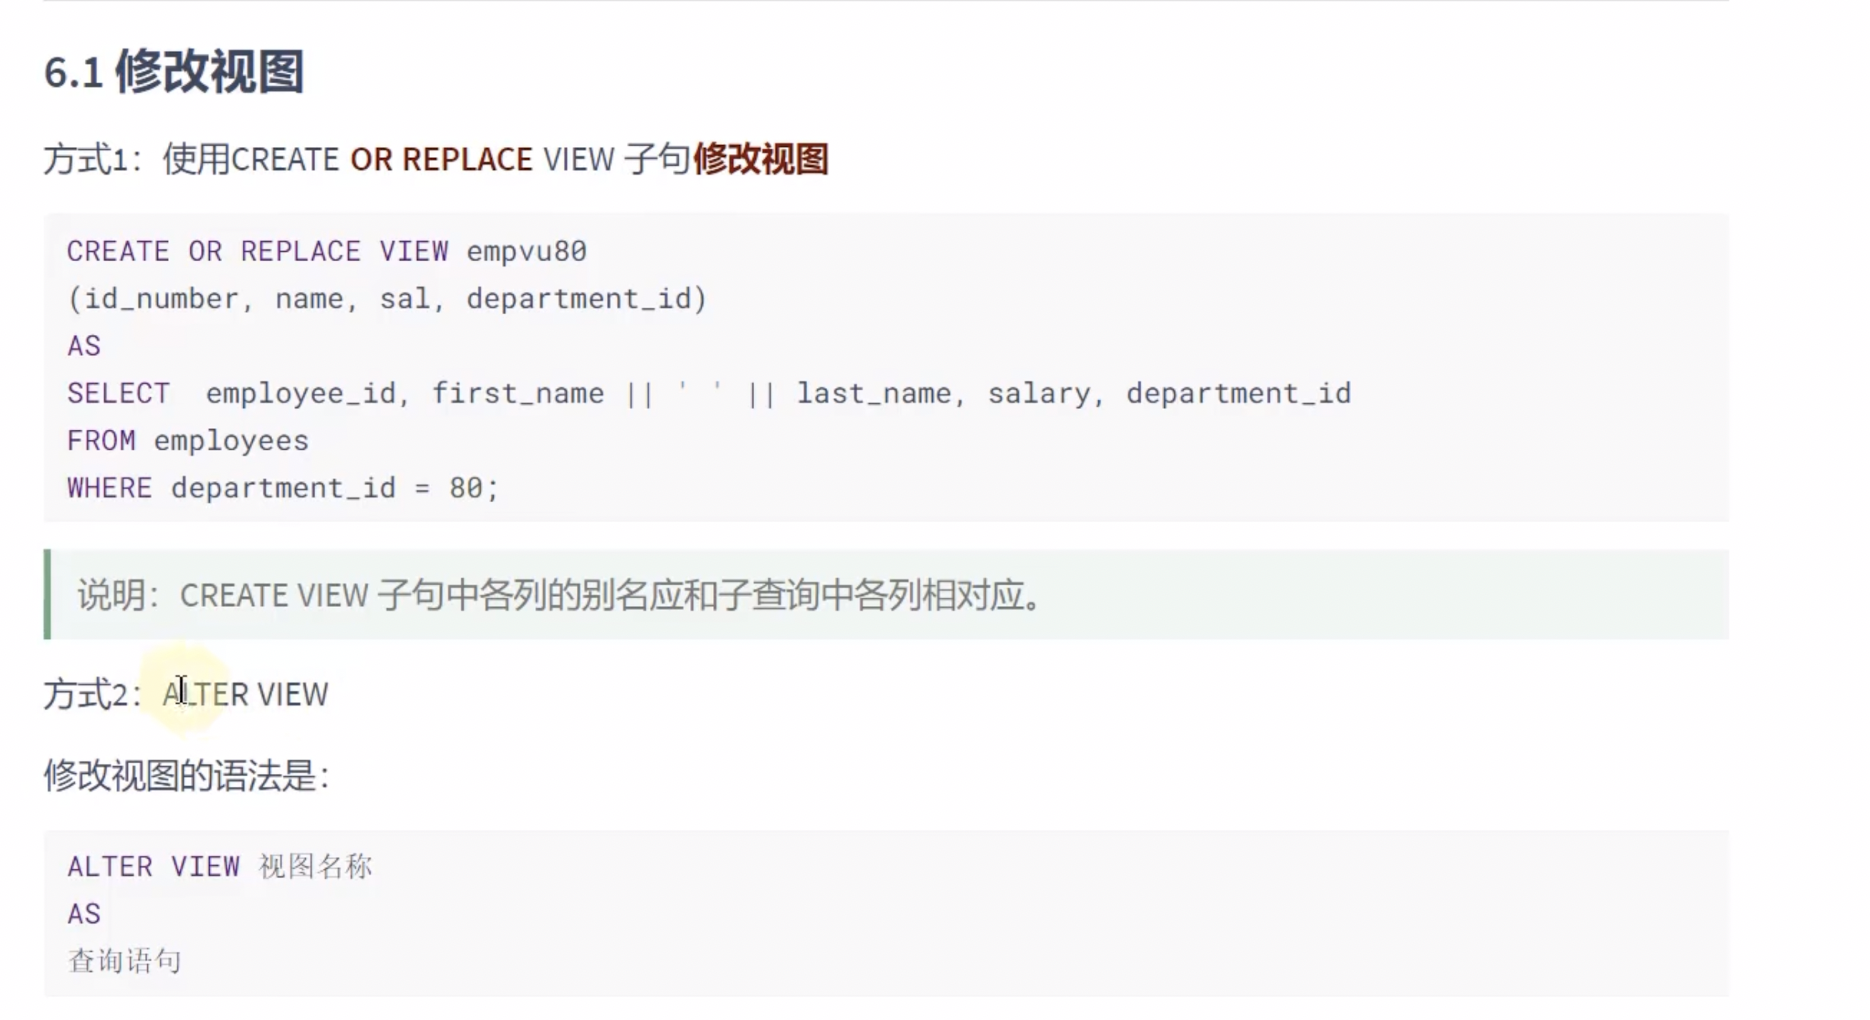 6.1 修改视图
方式1：使用CREATE OR REPLACE VIEW 子句修改视图
CREATE OR REPLACE VIEW empvu80
(id_number, name, sal, department_id)
AS
SELECT  employee_id, first_name || ' ' || last_name, salary, department_id
FROM employees
WHERE department_id = 80;
说明：CREATE VIEW 子句中各列的别名应和子查询中各列相对应。
方式2：ALTER VIEW
修改视图的语法是：
ALTER VIEW 视图名称
AS
查询语句